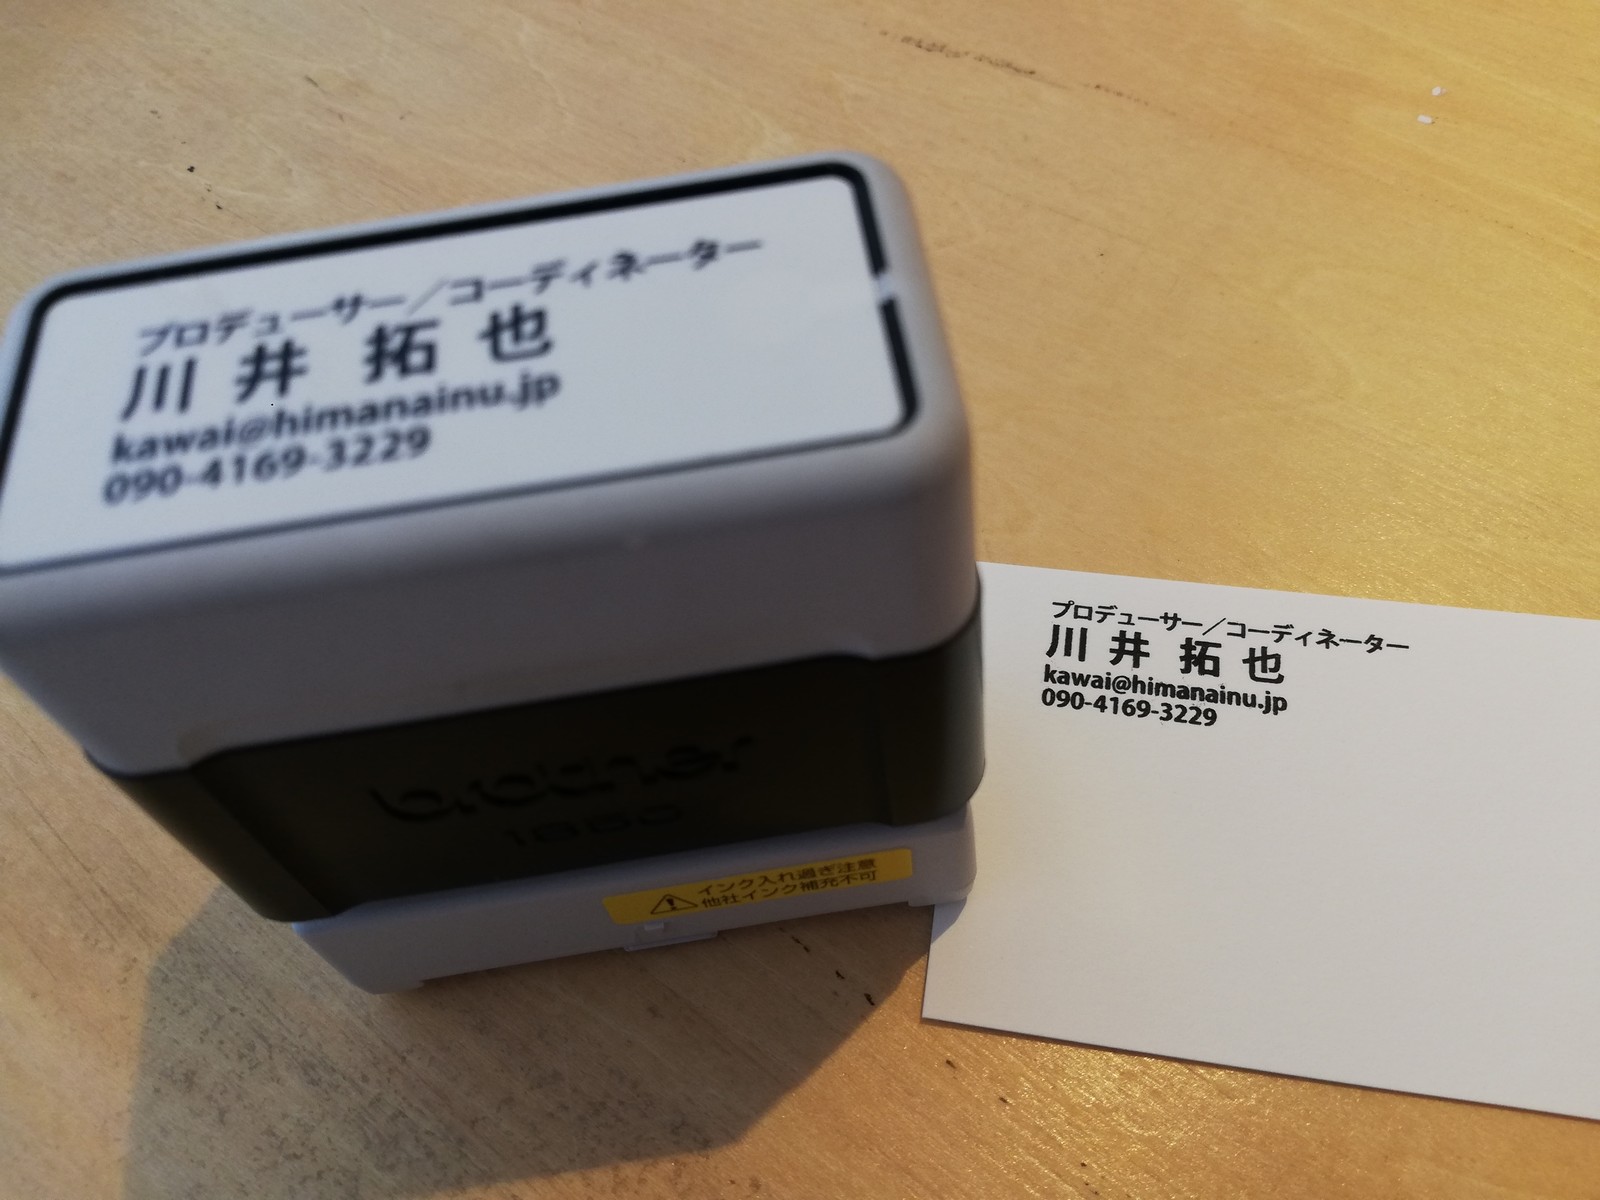 プロデューサー／コーディネーター
川井 拓也
kawai@himanainu.jp
090-4169-3229
brother
インク入れ過ぎ注意
他社インク補充不可
プロデューサー／コーディネーター
川井 拓也
kawai@himanainu.jp
090-4169-3229